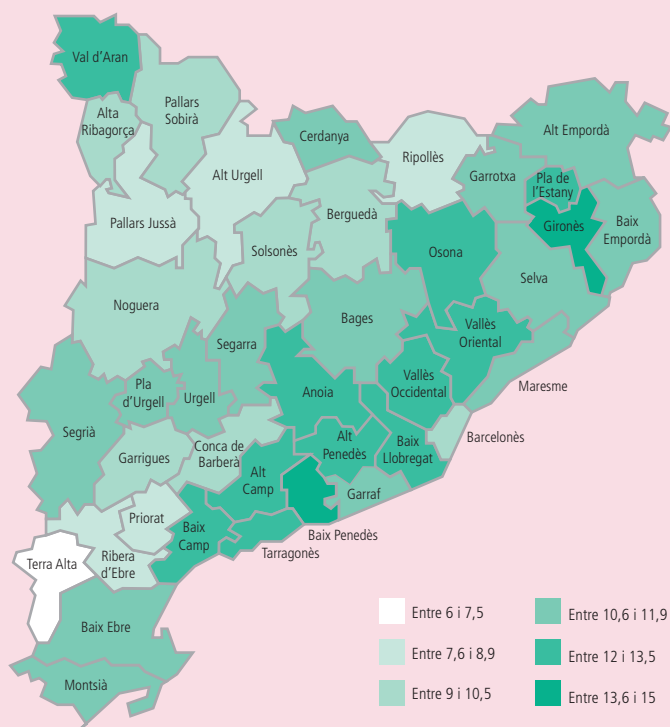 Val d'Aran
Alta
Ribagorça
Pallars
Sobirà
Pallars Jussà
Alt Urgell
Cerdanya
Ripollès
Garrotxa
Alt Empordà
Pla de
l'Estany
Gironès
Baix
Empordà
Berguedà
Solsonès
Osona
Selva
Noguera
Bages
Segarra
Vallès
Oriental
Maresme
Pla
d'Urgell
Urgell
Anoia
Vallès
Occidental
Segrià
Garrigues
Conca de
Barberà
Alt
Penedès
Baix
Llobregat
Barcelonès
Alt
Camp
Garraf
Priorat
Baix
Camp
Baix Penedès
Tarragonès
Terra Alta
Ribera
d'Ebre
Baix Ebre
Montsià
Entre 6 i 7,5
Entre 7,6 i 8,9
Entre 9 i 10,5
Entre 10,6 i 11,9
Entre 12 i 13,5
Entre 13,6 i 15